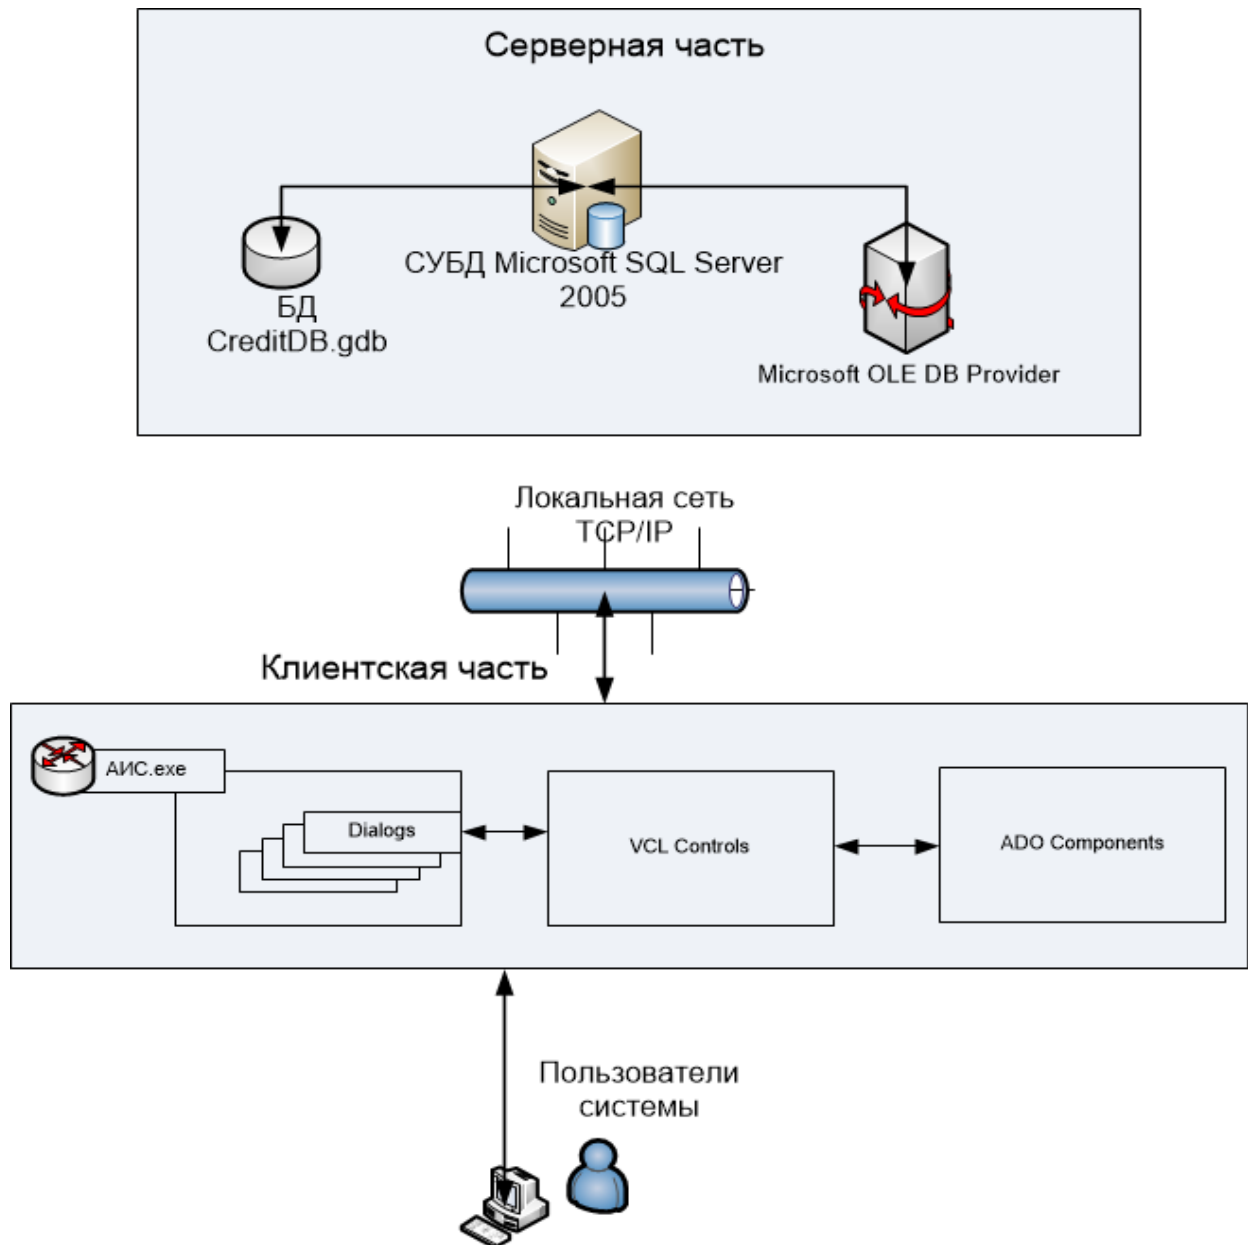 Серверная часть
СУБД Microsoft SQL Server
2005
БД
CreditDB.gdb
Microsoft OLE DB Provider
Локальная сеть
TCP/IP
Клиентская часть
АИС.exe
Dialogs
VCL Controls
ADO Components
Пользователи
системы